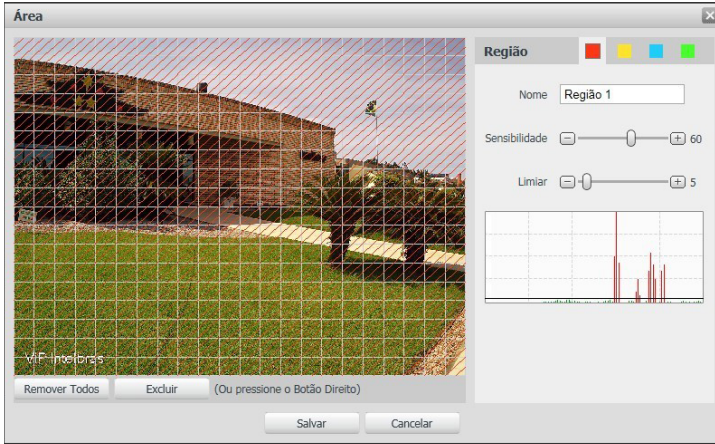 Área
Região
Nome Região 1
Sensibilidade 60
Limiar 5
VIP Intelbras
Remover Todos Excluir (Ou pressione o Botão Direito)
Salvar Cancelar